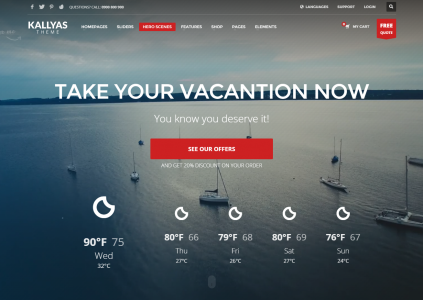 QUESTIONS? CALL: 0900 800 900
LANGUAGES SUPPORT LOGIN
KALLYAS
THEME
HOMEPAGES SLIDERS HERO SCENES FEATURES SHOP PAGES ELEMENTS
MY CART
FREE
QUOTE
TAKE YOUR VACANTION NOW
You know you deserve it!
SEE OUR OFFERS
AND GET 20% DISCOUNT ON YOUR ORDER
90°F 75
Wed
32°C
80°F 66
Thu
27°C
79°F 68
Fri
26°C
80°F 69
Sat
27°C
76°F 67
Sun
24°C